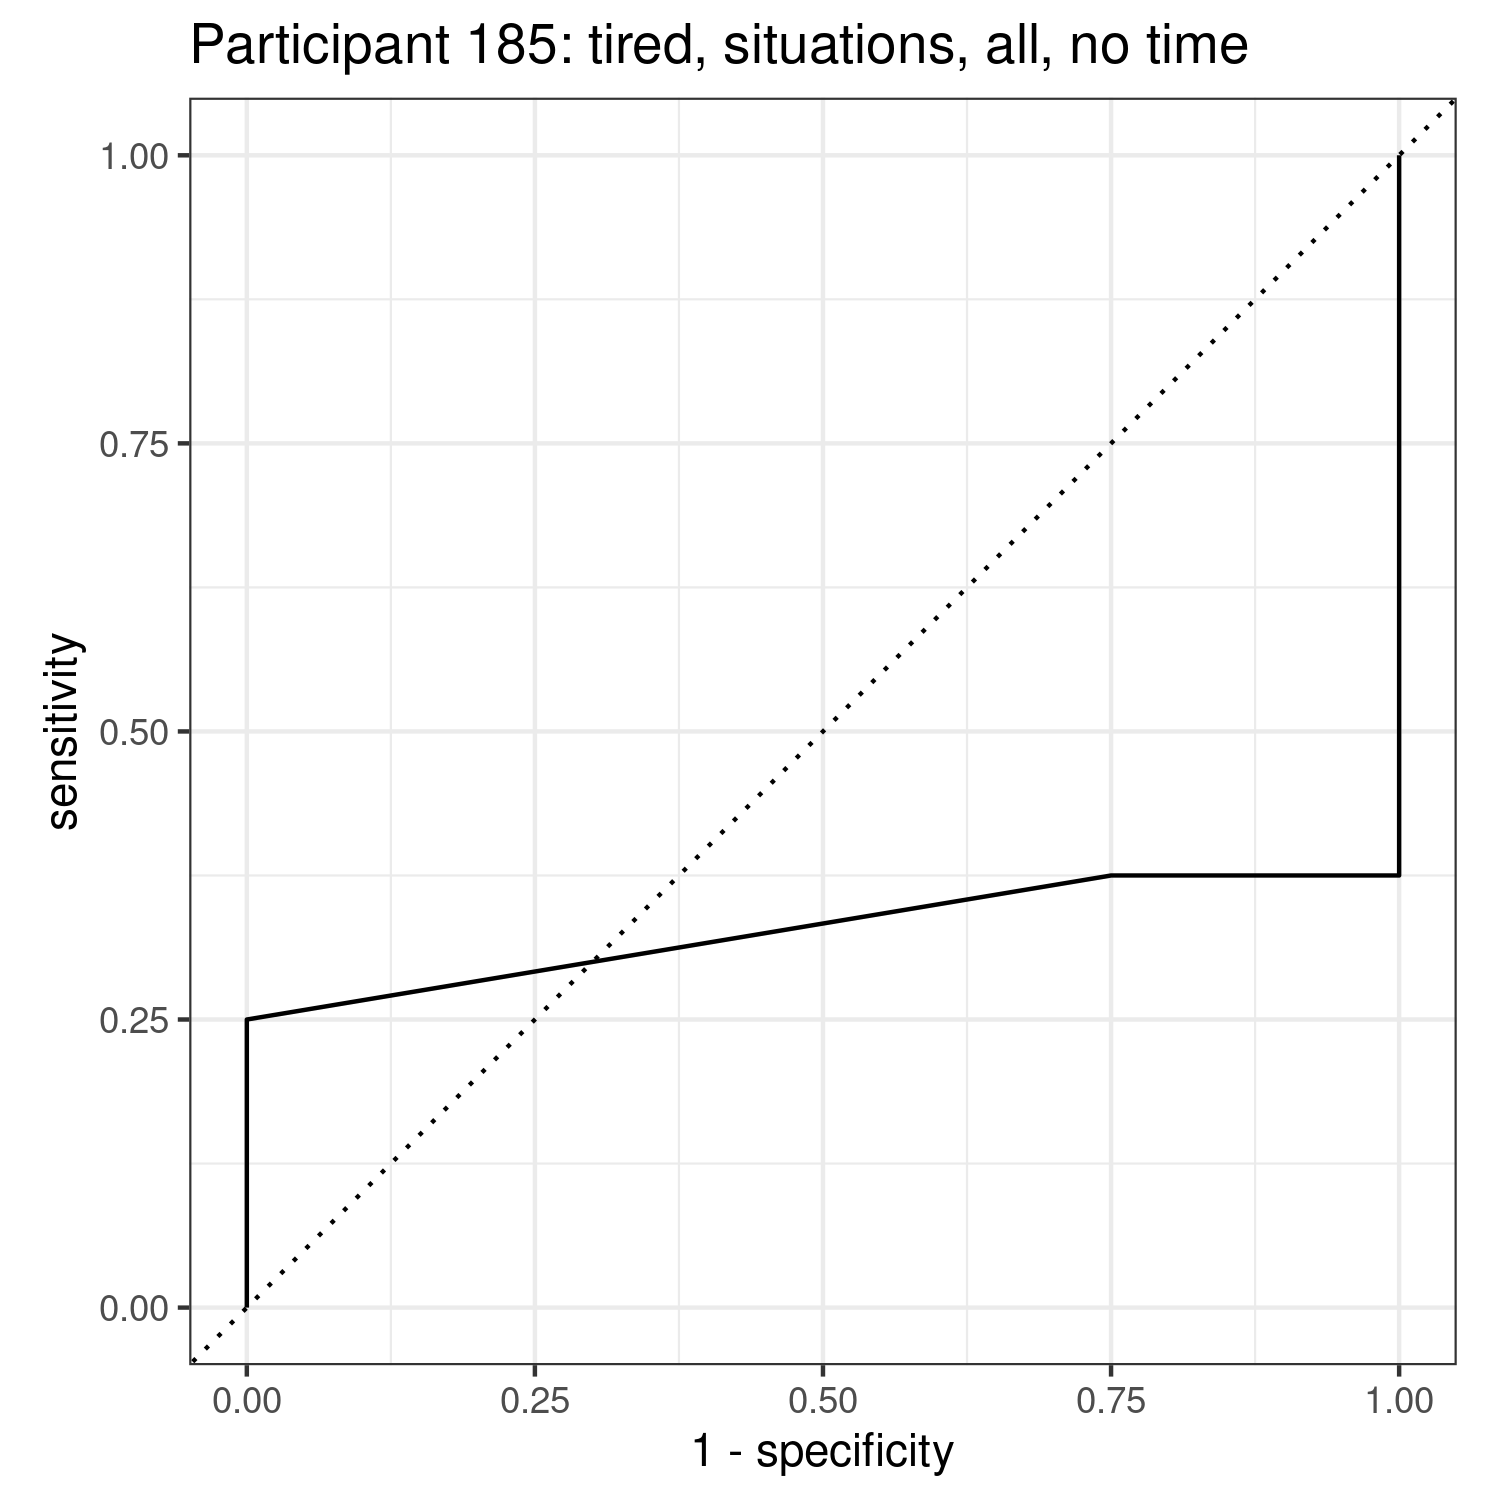 Participant 185: tired, situations, all, no time
1.00
0.75
0.50
0.25
0.00
sensitivity
0.00 0.25 0.50 0.75 1.00
1 - specificity